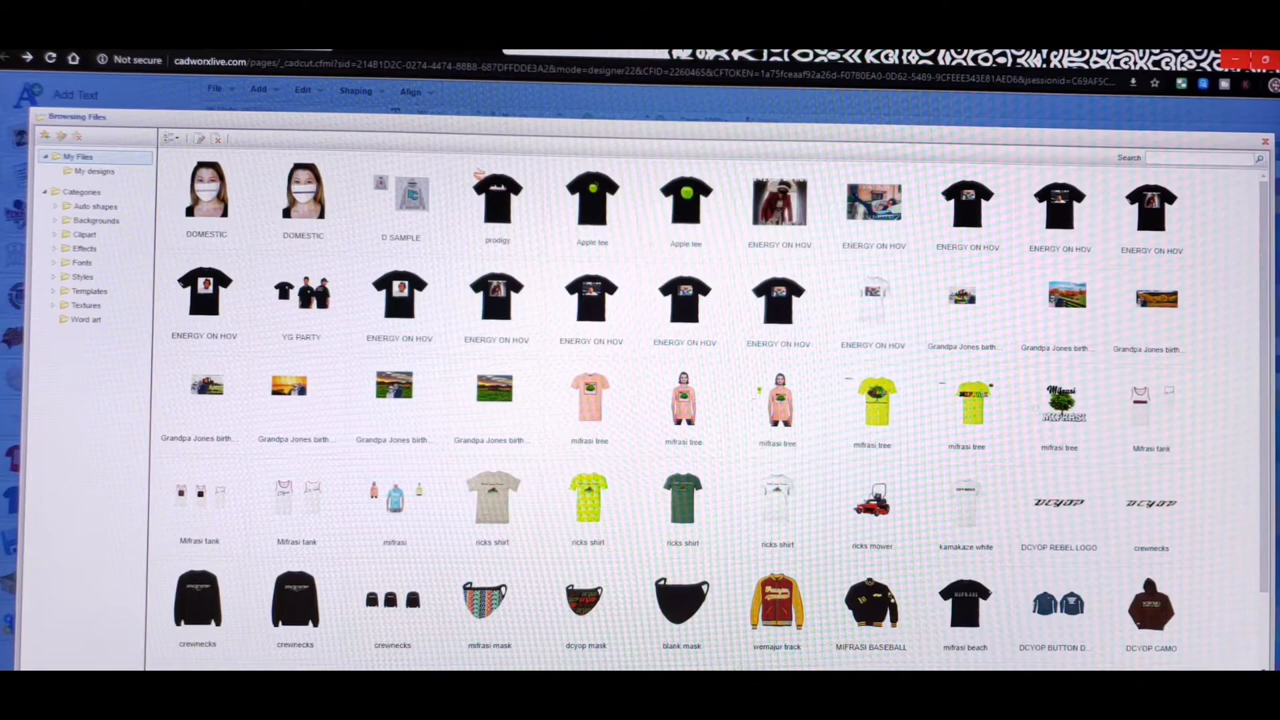 Not secure
cadworxlive.com/pages/_cadcut.cfm?sid=214B1D2C-0274-4474-88B8-687DFFDDE3A2&mode=designer22&CFID=2260465&CFTOKEN=1a75fceaaf92a26d-F07B0EA0-0D62-5489-9CFEEE343E81AED6&jsessionid=C69AF5C...
Add Text
File Add Edit Shaping Align
Browsing Files
Search
My Files
My designs
Categories
Auto shapes
Backgrounds
Clipart
Effects
Fonts
Styles
Templates
Textures
Word art
DOMESTIC DOMESTIC D SAMPLE prodigy Apple tee Apple tee ENERGY ON HOV ENERGY ON HOV ENERGY ON HOV ENERGY ON HOV ENERGY ON HOV
ENERGY ON HOV YG PARTY ENERGY ON HOV ENERGY ON HOV ENERGY ON HOV ENERGY ON HOV ENERGY ON HOV ENERGY ON HOV Grandpa Jones birth... Grandpa Jones birth... Grandpa Jones birth...
Mifrasi
MIFRASI
Grandpa Jones birth... Grandpa Jones birth... Grandpa Jones birth... Grandpa Jones birth... mifrasi tree mifrasi tree mifrasi tree mifrasi tree mifrasi tree mifrasi tree Mifrasi tank
DCYOP DCYOP
Mifrasi tank Mifrasi tank mifrasi ricks shirt ricks shirt ricks shirt ricks shirt ricks mower kamakaze white DCYOP REBEL LOGO crewnecks
MIFRASI
crewnecks crewnecks crewnecks mifrasi mask dcyop mask blank mask wemajur track MIFRASI BASEBALL mifrasi beach DCYOP BUTTON D... DCYOP CAMO